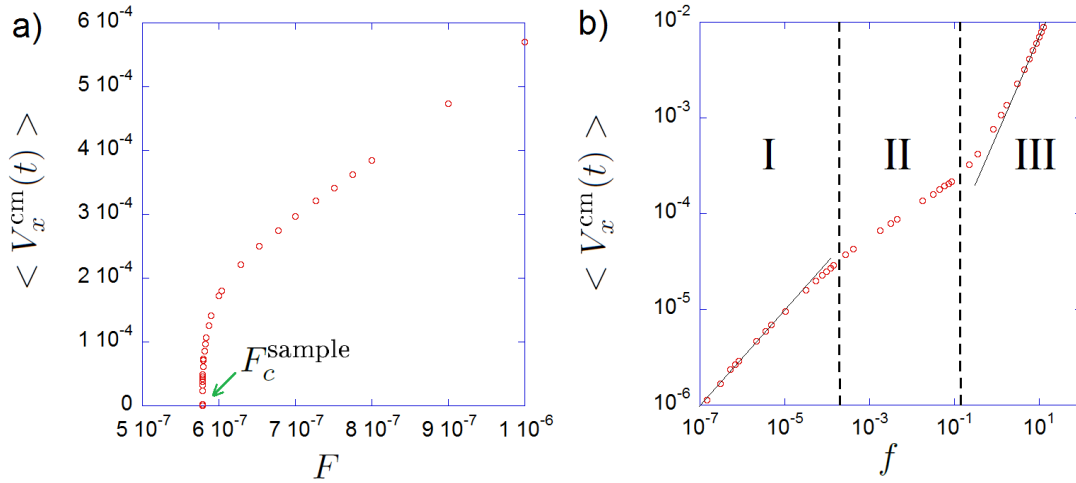 a)
6 10⁻⁴
5 10⁻⁴
4 10⁻⁴
3 10⁻⁴
2 10⁻⁴
1 10⁻⁴
0
5 10⁻⁷
6 10⁻⁷
7 10⁻⁷
8 10⁻⁷
9 10⁻⁷
1 10⁻⁶
F
< V_x^cm(t) >
F_c^sample
b)
10⁻²
10⁻³
10⁻⁴
10⁻⁵
10⁻⁶
10⁻⁷
10⁻⁵
10⁻³
10⁻¹
10¹
f
< V_x^cm(t) >
I
II
III